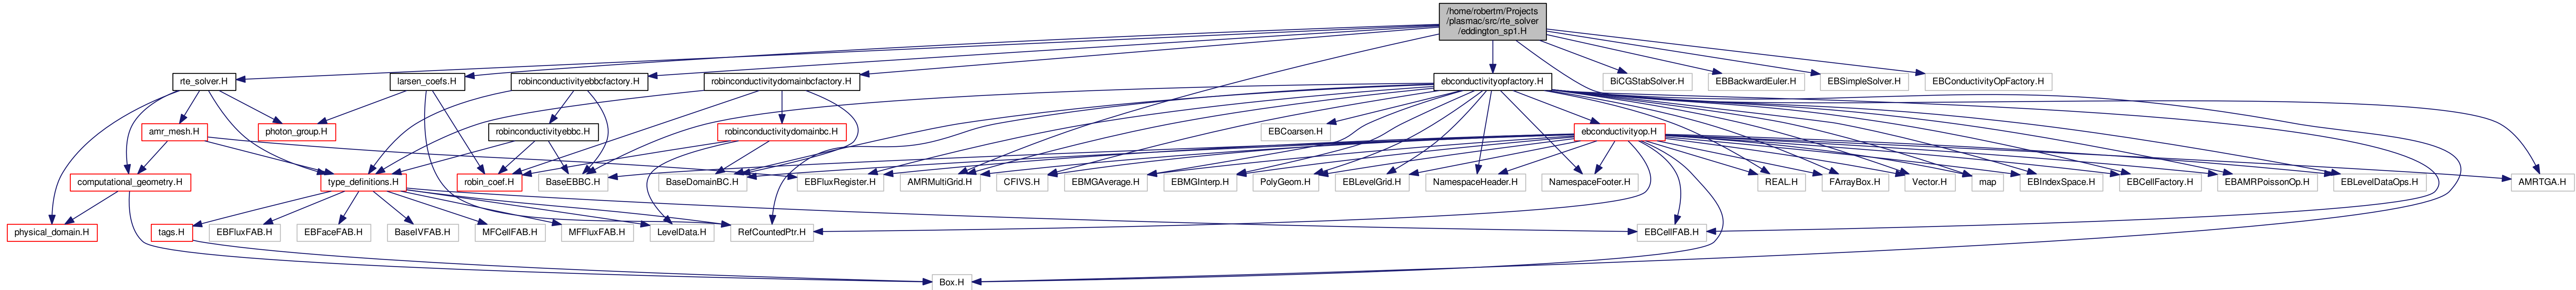 /home/robertm/Projects
/plasmac/src/rte_solver
/eddington_sp1.H
rte_solver.H
larsen_coefs.H
robinconductivityebbcfactory.H
robinconductivitydomainbcfactory.H
ebconductivityopfactory.H
BiCGStabSolver.H
EBBackwardEuler.H
EBSimpleSolver.H
EBConductivityOpFactory.H
amr_mesh.H
photon_group.H
robinconductivityebbc.H
robinconductivitydomainbc.H
EBCoarsen.H
ebconductivityop.H
computational_geometry.H
type_definitions.H
robin_coef.H
BaseEBBC.H
BaseDomainBC.H
EBFluxRegister.H
AMRMultiGrid.H
CFIVS.H
EBMGAverage.H
EBMGInterp.H
PolyGeom.H
EBLevelGrid.H
NamespaceHeader.H
NamespaceFooter.H
REAL.H
FArrayBox.H
Vector.H
map
EBIndexSpace.H
EBCellFactory.H
EBAMRPoissonOp.H
EBLevelDataOps.H
AMRTGA.H
physical_domain.H
tags.H
EBFluxFAB.H
EBFaceFAB.H
BaseIVFAB.H
MFCellFAB.H
MFFluxFAB.H
LevelData.H
RefCountedPtr.H
EBCellFAB.H
Box.H